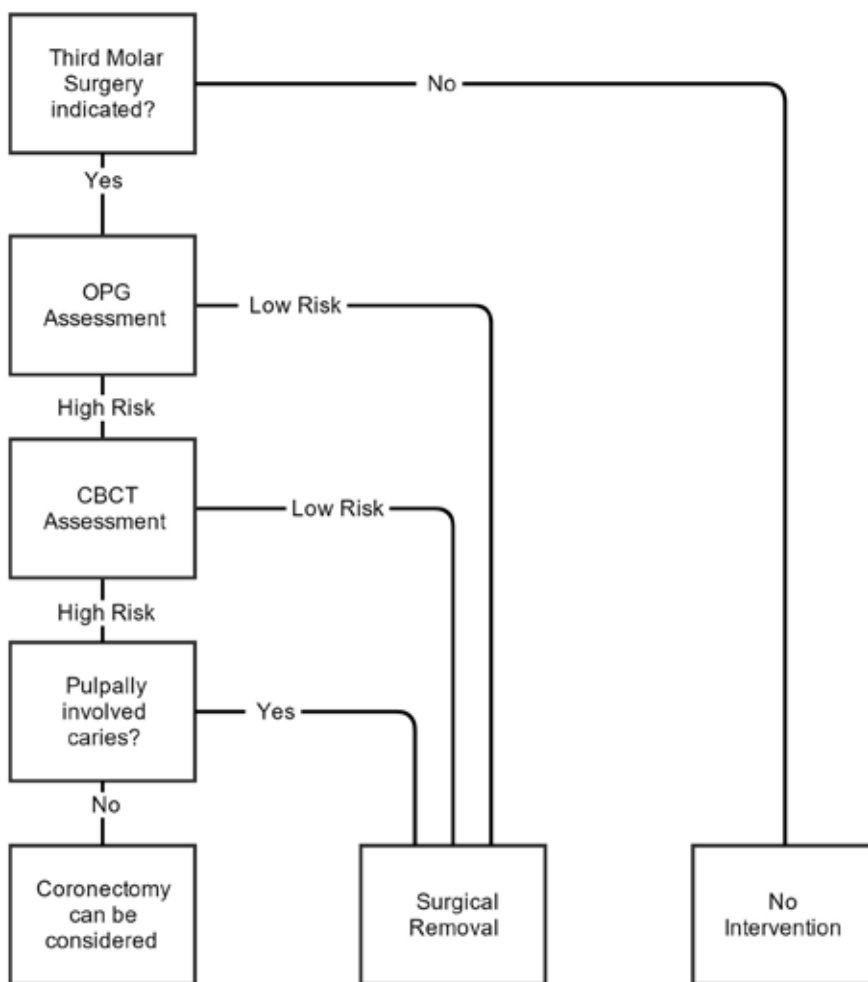 Third Molar
Surgery
indicated?
No
Yes
OPG
Assessment
Low Risk
High Risk
CBCT
Assessment
Low Risk
High Risk
Pulpally
involved
caries?
Yes
No
Coronectomy
can be
considered
Surgical
Removal
No
Intervention